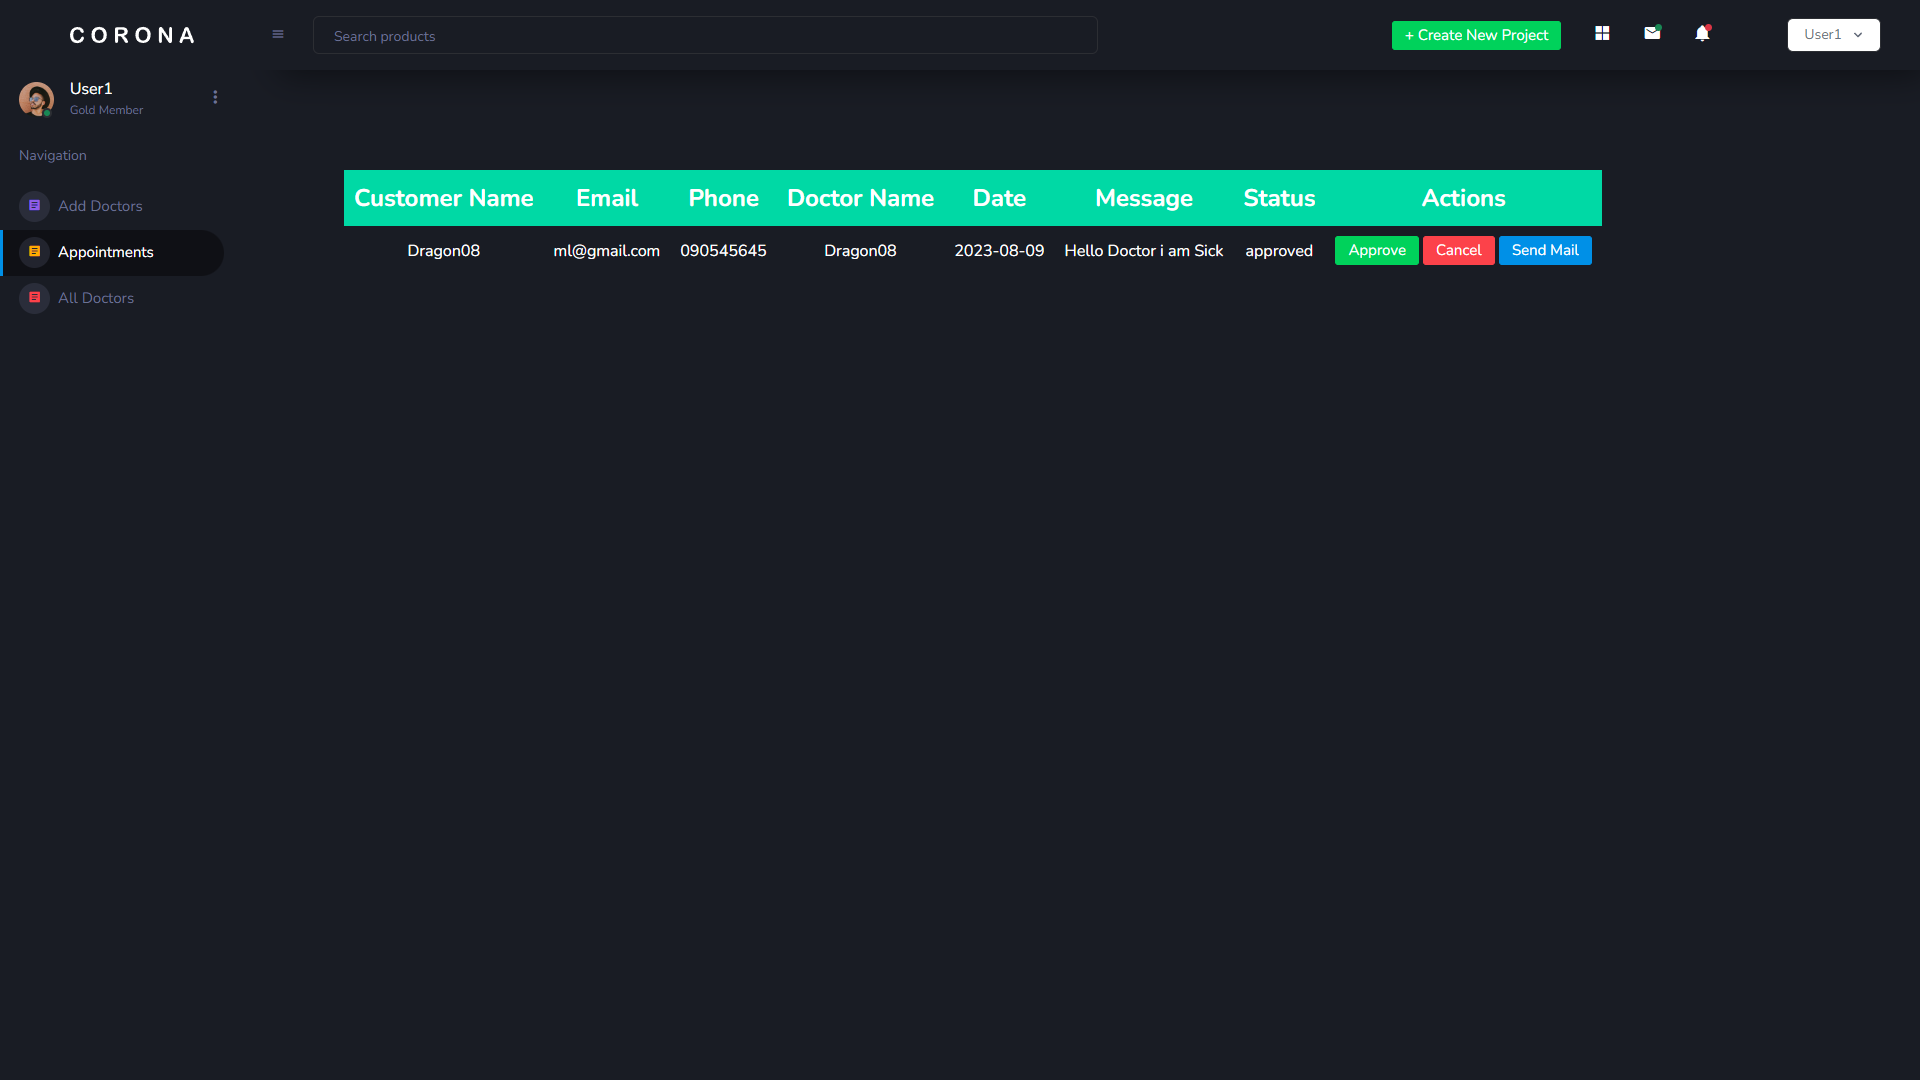 CORONA
Search products
+ Create New Project
User1
User1
Gold Member
Navigation
Add Doctors
Appointments
All Doctors
Customer Name Email Phone Doctor Name Date Message Status Actions
Dragon08 ml@gmail.com 090545645 Dragon08 2023-08-09 Hello Doctor i am Sick approved Approve Cancel Send Mail